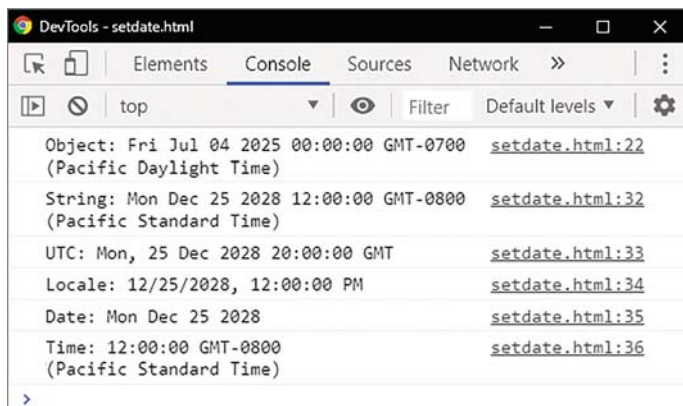 DevTools - setdate.html
Elements Console Sources Network »
top Filter Default levels
Object: Fri Jul 04 2025 00:00:00 GMT-0700 setdate.html:22
(Pacific Daylight Time)
String: Mon Dec 25 2028 12:00:00 GMT-0800 setdate.html:32
(Pacific Standard Time)
UTC: Mon, 25 Dec 2028 20:00:00 GMT setdate.html:33
Locale: 12/25/2028, 12:00:00 PM setdate.html:34
Date: Mon Dec 25 2028 setdate.html:35
Time: 12:00:00 GMT-0800 setdate.html:36
(Pacific Standard Time)
>